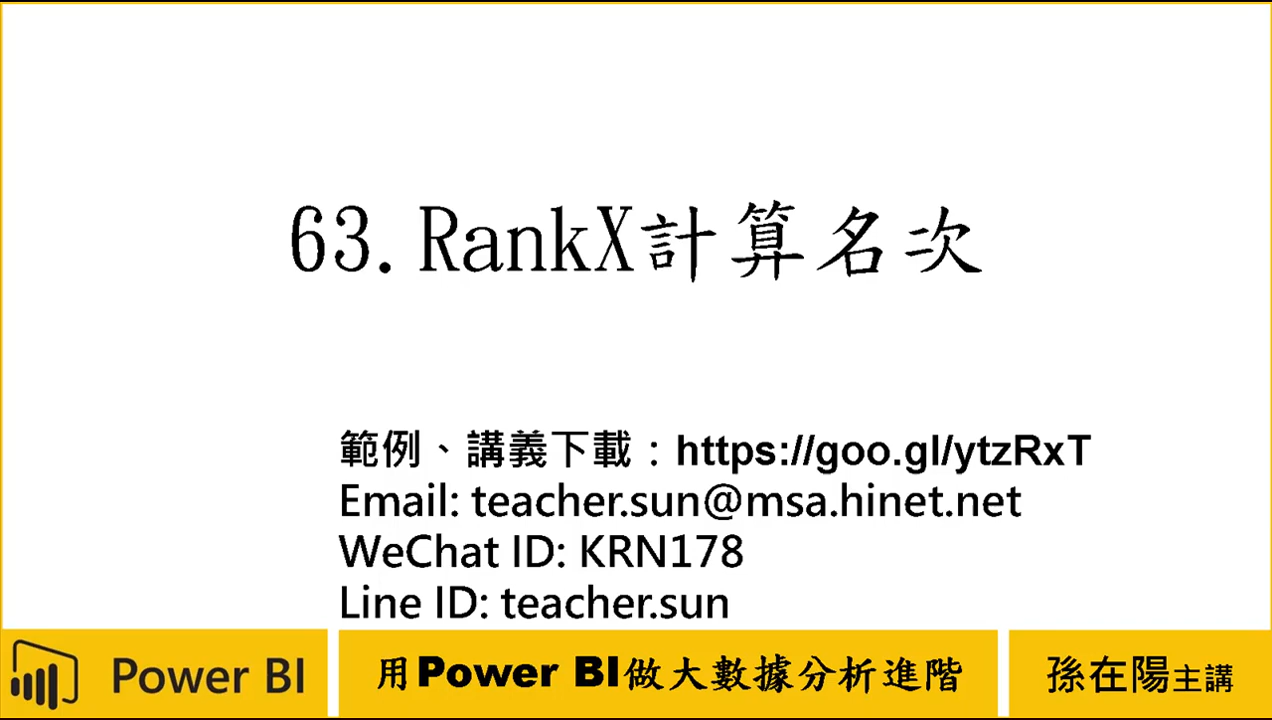 63.RankX計算名次
範例、講義下載：https://goo.gl/ytzRxT
Email: teacher.sun@msa.hinet.net
WeChat ID: KRN178
Line ID: teacher.sun
Power BI
用Power BI做大數據分析進階
孫在陽主講